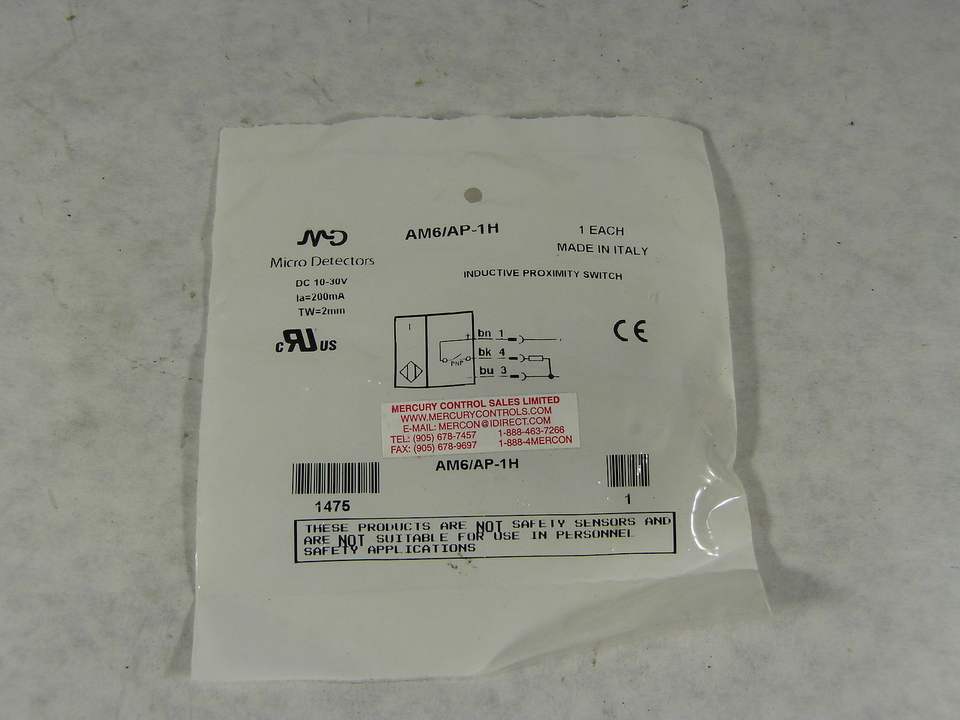 MD
Micro Detectors
DC 10-30V
Ia=200mA
TW=2mm
AM6/AP-1H
1 EACH
MADE IN ITALY
INDUCTIVE PROXIMITY SWITCH
c RU US
CE
I
PNP
bn 1
bk 4
bu 3
MERCURY CONTROL SALES LIMITED
WWW.MERCURYCONTROLS.COM
E-MAIL: MERCON@IDIRECT.COM
TEL: (905) 678-7457 1-888-463-7266
FAX: (905) 678-9697 1-888-4MERCON
AM6/AP-1H
1475
1
THESE PRODUCTS ARE NOT SAFETY SENSORS AND
ARE NOT SUITABLE FOR USE IN PERSONNEL
SAFETY APPLICATIONS